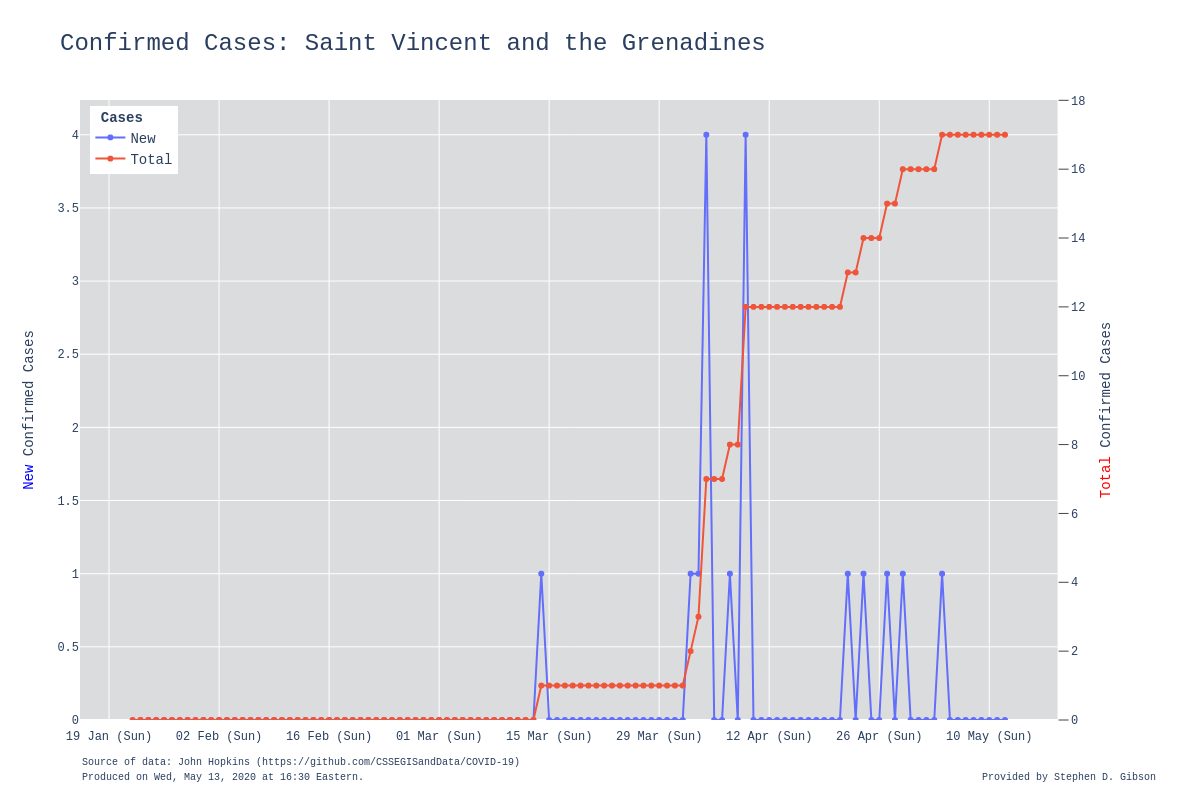 Confirmed Cases: Saint Vincent and the Grenadines
Cases
New
Total
4
3.5
3
2.5
2
1.5
1
0.5
0
New Confirmed Cases
18
16
14
12
10
8
6
4
2
0
Total Confirmed Cases
19 Jan (Sun) 02 Feb (Sun) 16 Feb (Sun) 01 Mar (Sun) 15 Mar (Sun) 29 Mar (Sun) 12 Apr (Sun) 26 Apr (Sun) 10 May (Sun)
Source of data: John Hopkins (https://github.com/CSSEGISandData/COVID-19)
Produced on Wed, May 13, 2020 at 16:30 Eastern.
Provided by Stephen D. Gibson